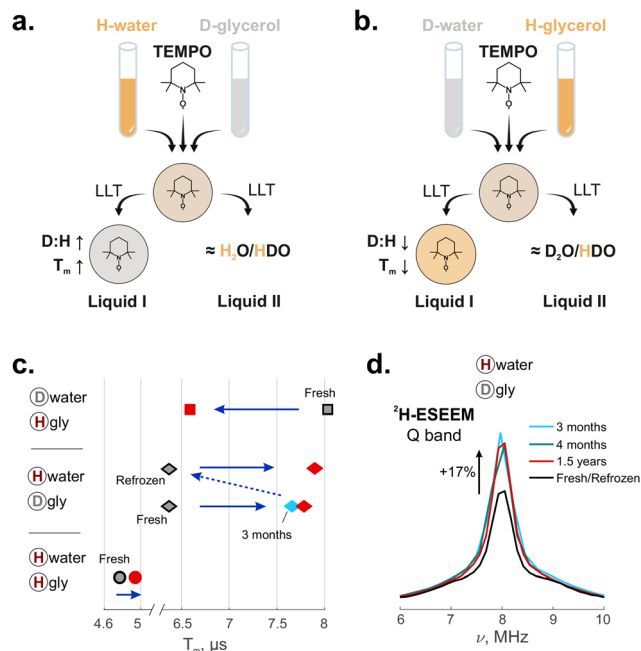 a.
H-water
D-glycerol
TEMPO
N
O
LLT
LLT
N
O
D:H ↑
Tm ↑
N
O
≈ H2O/HDO
Liquid I
Liquid II
b.
D-water
H-glycerol
TEMPO
N
O
LLT
LLT
N
O
D:H ↓
Tm ↓
N
O
≈ D2O/HDO
Liquid I
Liquid II
c.
D water
H gly
Fresh
H water
D gly
Refrozen
Fresh
3 months
H water
H gly
Fresh
4.6 5 6.5 7 7.5 8
Tm, μs
d.
H water
D gly
²H-ESEEM
Q band
+17%
3 months
4 months
1.5 years
Fresh/Refrozen
6 7 8 9 10
ν, MHz